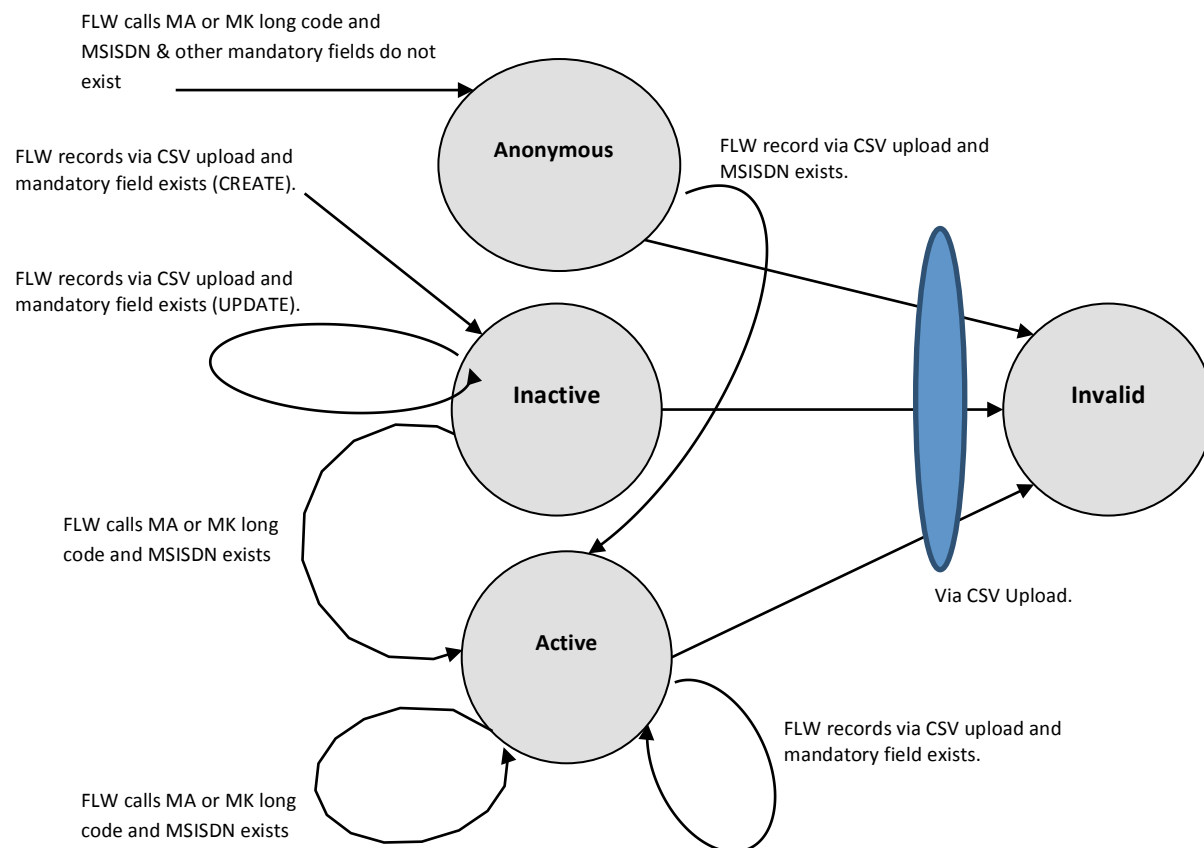 FLW calls MA or MK long code and
MSISDN & other mandatory fields do not
exist
Anonymous
FLW record via CSV upload and
MSISDN exists.
FLW records via CSV upload and
mandatory field exists (CREATE).
FLW records via CSV upload and
mandatory field exists (UPDATE).
Inactive
Invalid
FLW calls MA or MK long
code and MSISDN exists
Via CSV Upload.
Active
FLW records via CSV upload and
mandatory field exists.
FLW calls MA or MK long
code and MSISDN exists